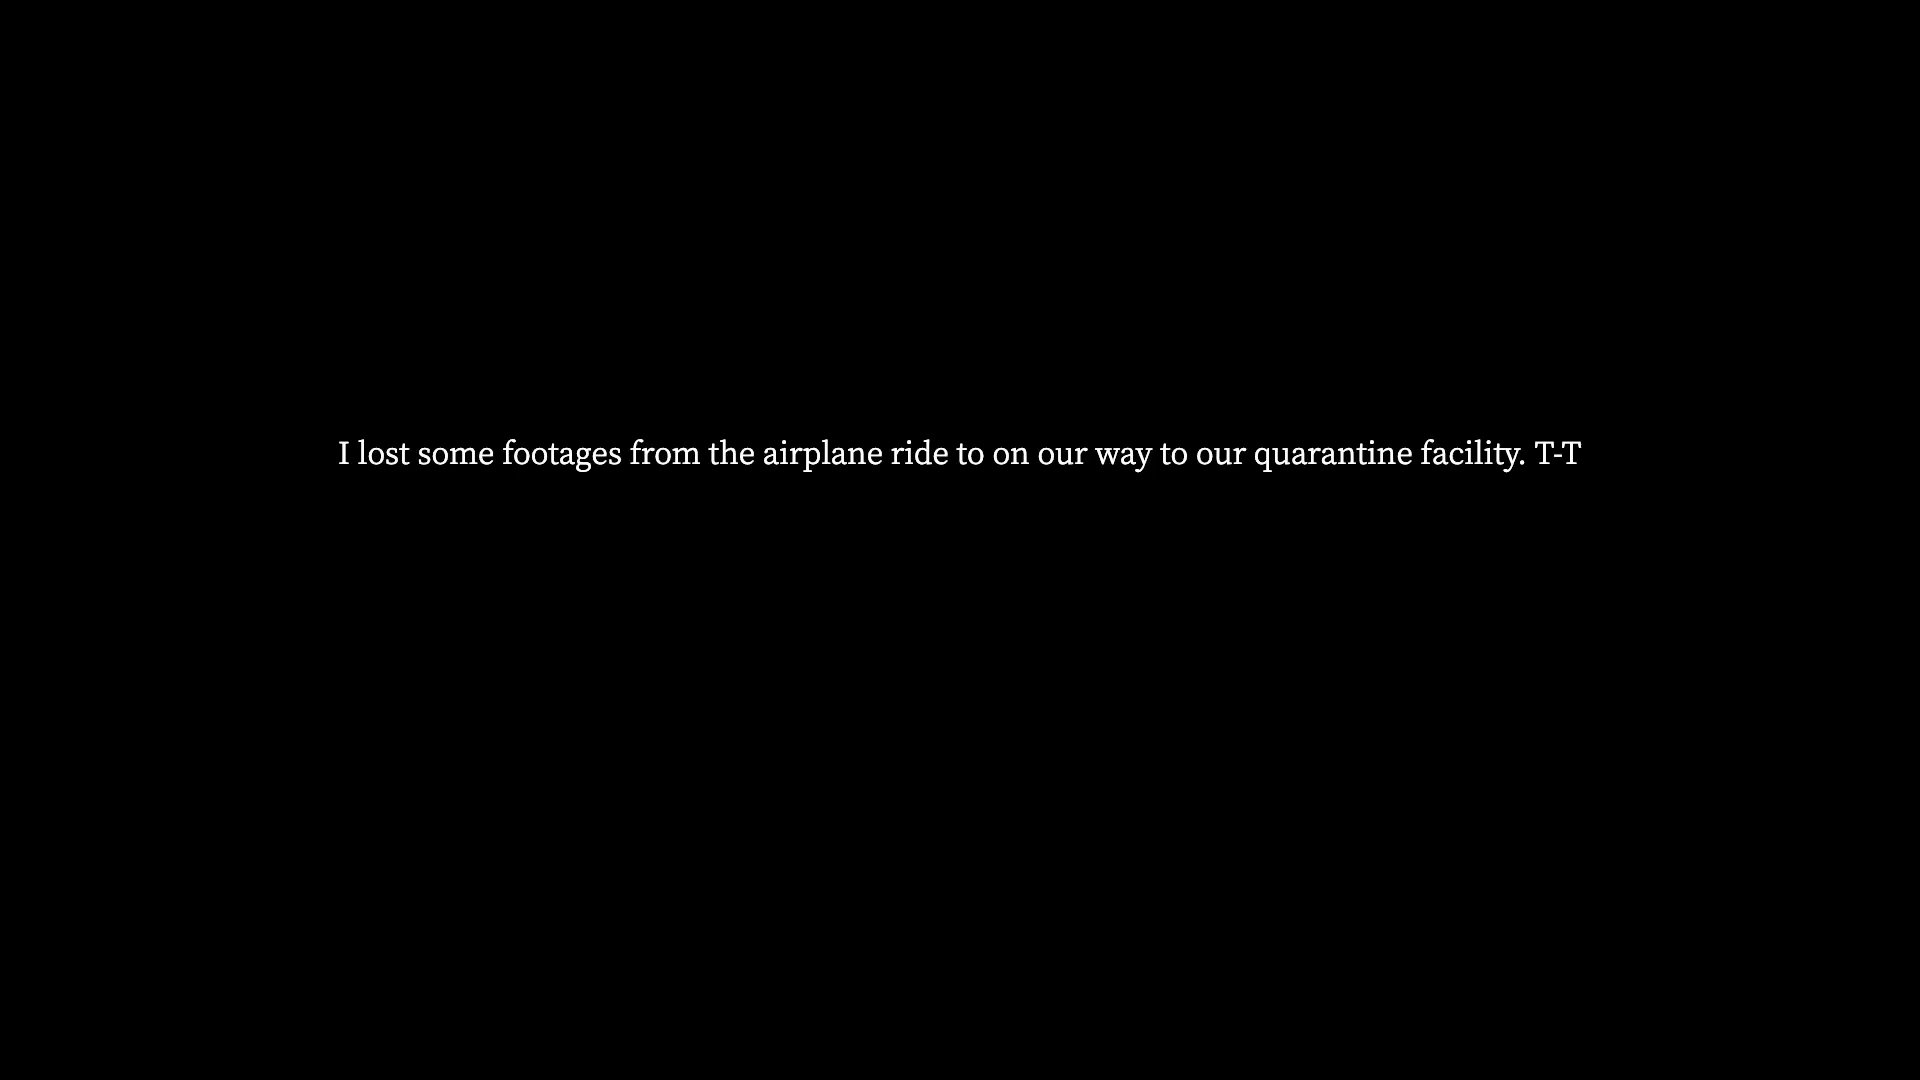 I lost some footages from the airplane ride to on our way to our quarantine facility. T-T